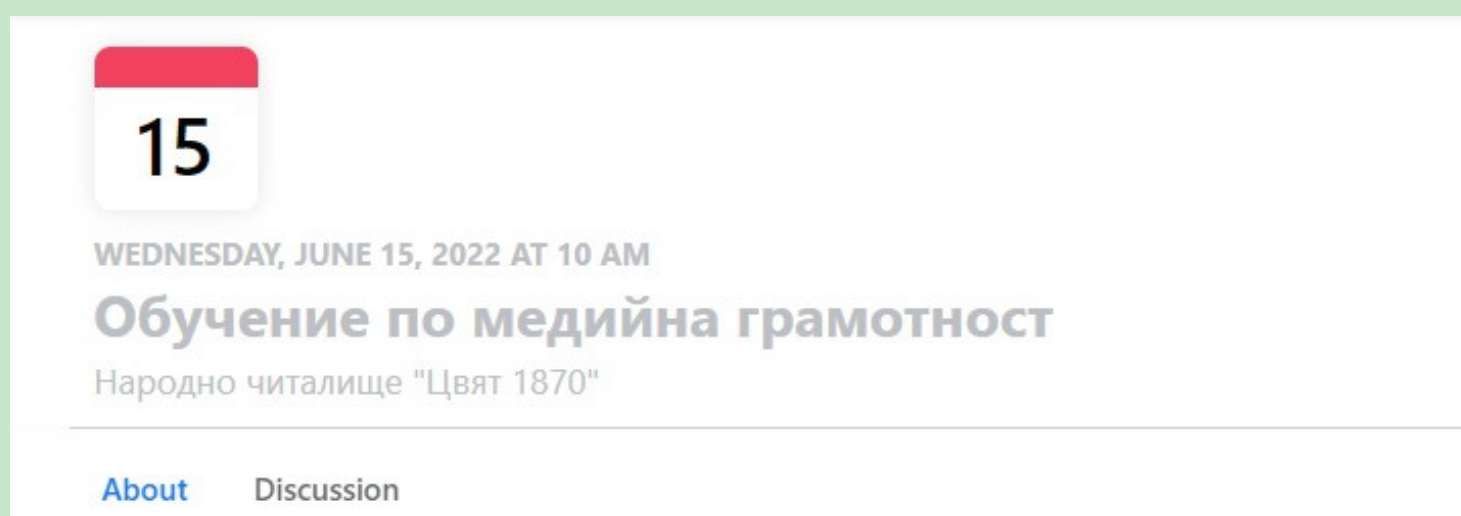 15
WEDNESDAY, JUNE 15, 2022 AT 10 AM
Обучение по медийна грамотност
Народно читалище "Цвят 1870"
About Discussion